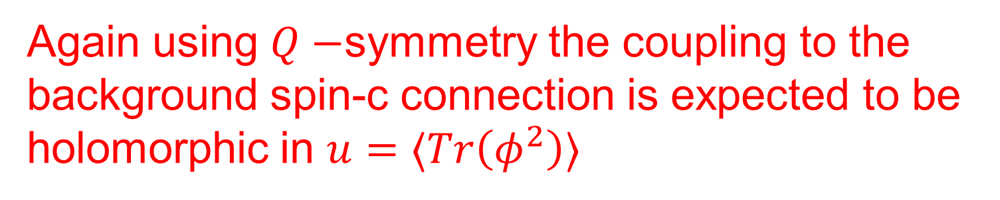 Again using 𝑄 −symmetry the coupling to the
background spin-c connection is expected to be
holomorphic in 𝑢 = ⟨𝑇𝑟(𝜙²)⟩